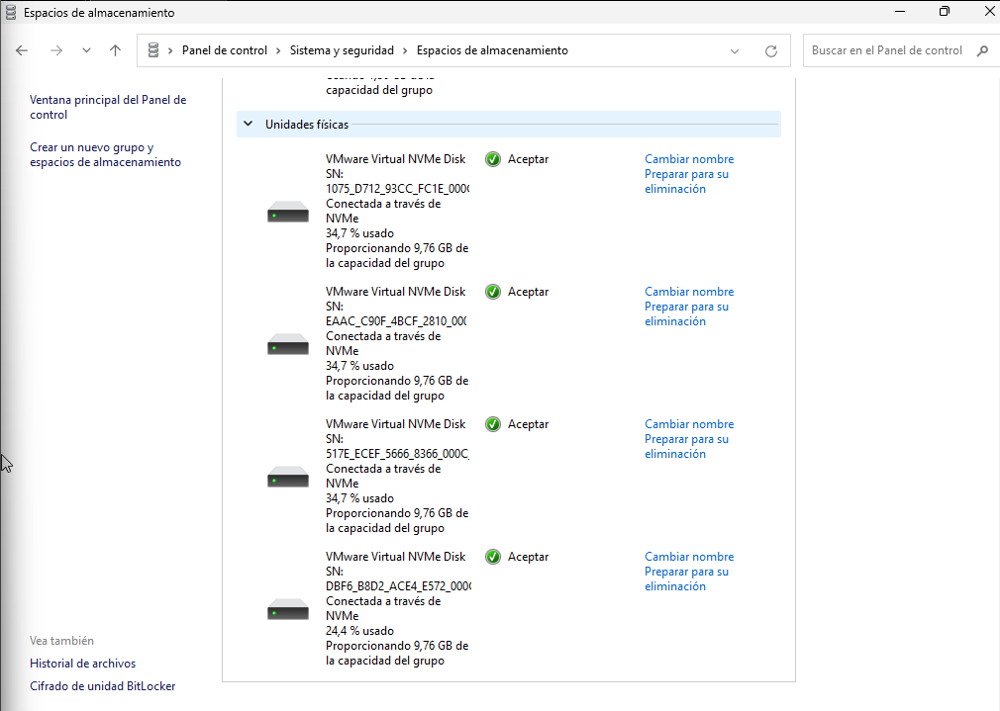 Espacios de almacenamiento
Panel de control > Sistema y seguridad > Espacios de almacenamiento
Buscar en el Panel de control
Ventana principal del Panel de
control
Crear un nuevo grupo y
espacios de almacenamiento
capacidad del grupo
Unidades físicas
VMware Virtual NVMe Disk
SN:
1075_D712_93CC_FC1E_000
Conectada a través de
NVMe
34,7 % usado
Proporcionando 9,76 GB de
la capacidad del grupo
Aceptar
Cambiar nombre
Preparar para su
eliminación
VMware Virtual NVMe Disk
SN:
EAAC_C90F_4BCF_2810_00
Conectada a través de
NVMe
34,7 % usado
Proporcionando 9,76 GB de
la capacidad del grupo
Aceptar
Cambiar nombre
Preparar para su
eliminación
VMware Virtual NVMe Disk
SN:
517E_ECEF_5666_8366_000C_
Conectada a través de
NVMe
34,7 % usado
Proporcionando 9,76 GB de
la capacidad del grupo
Aceptar
Cambiar nombre
Preparar para su
eliminación
VMware Virtual NVMe Disk
SN:
DBF6_B8D2_ACE4_E572_000
Conectada a través de
NVMe
24,4 % usado
Proporcionando 9,76 GB de
la capacidad del grupo
Aceptar
Cambiar nombre
Preparar para su
eliminación
Vea también
Historial de archivos
Cifrado de unidad BitLocker